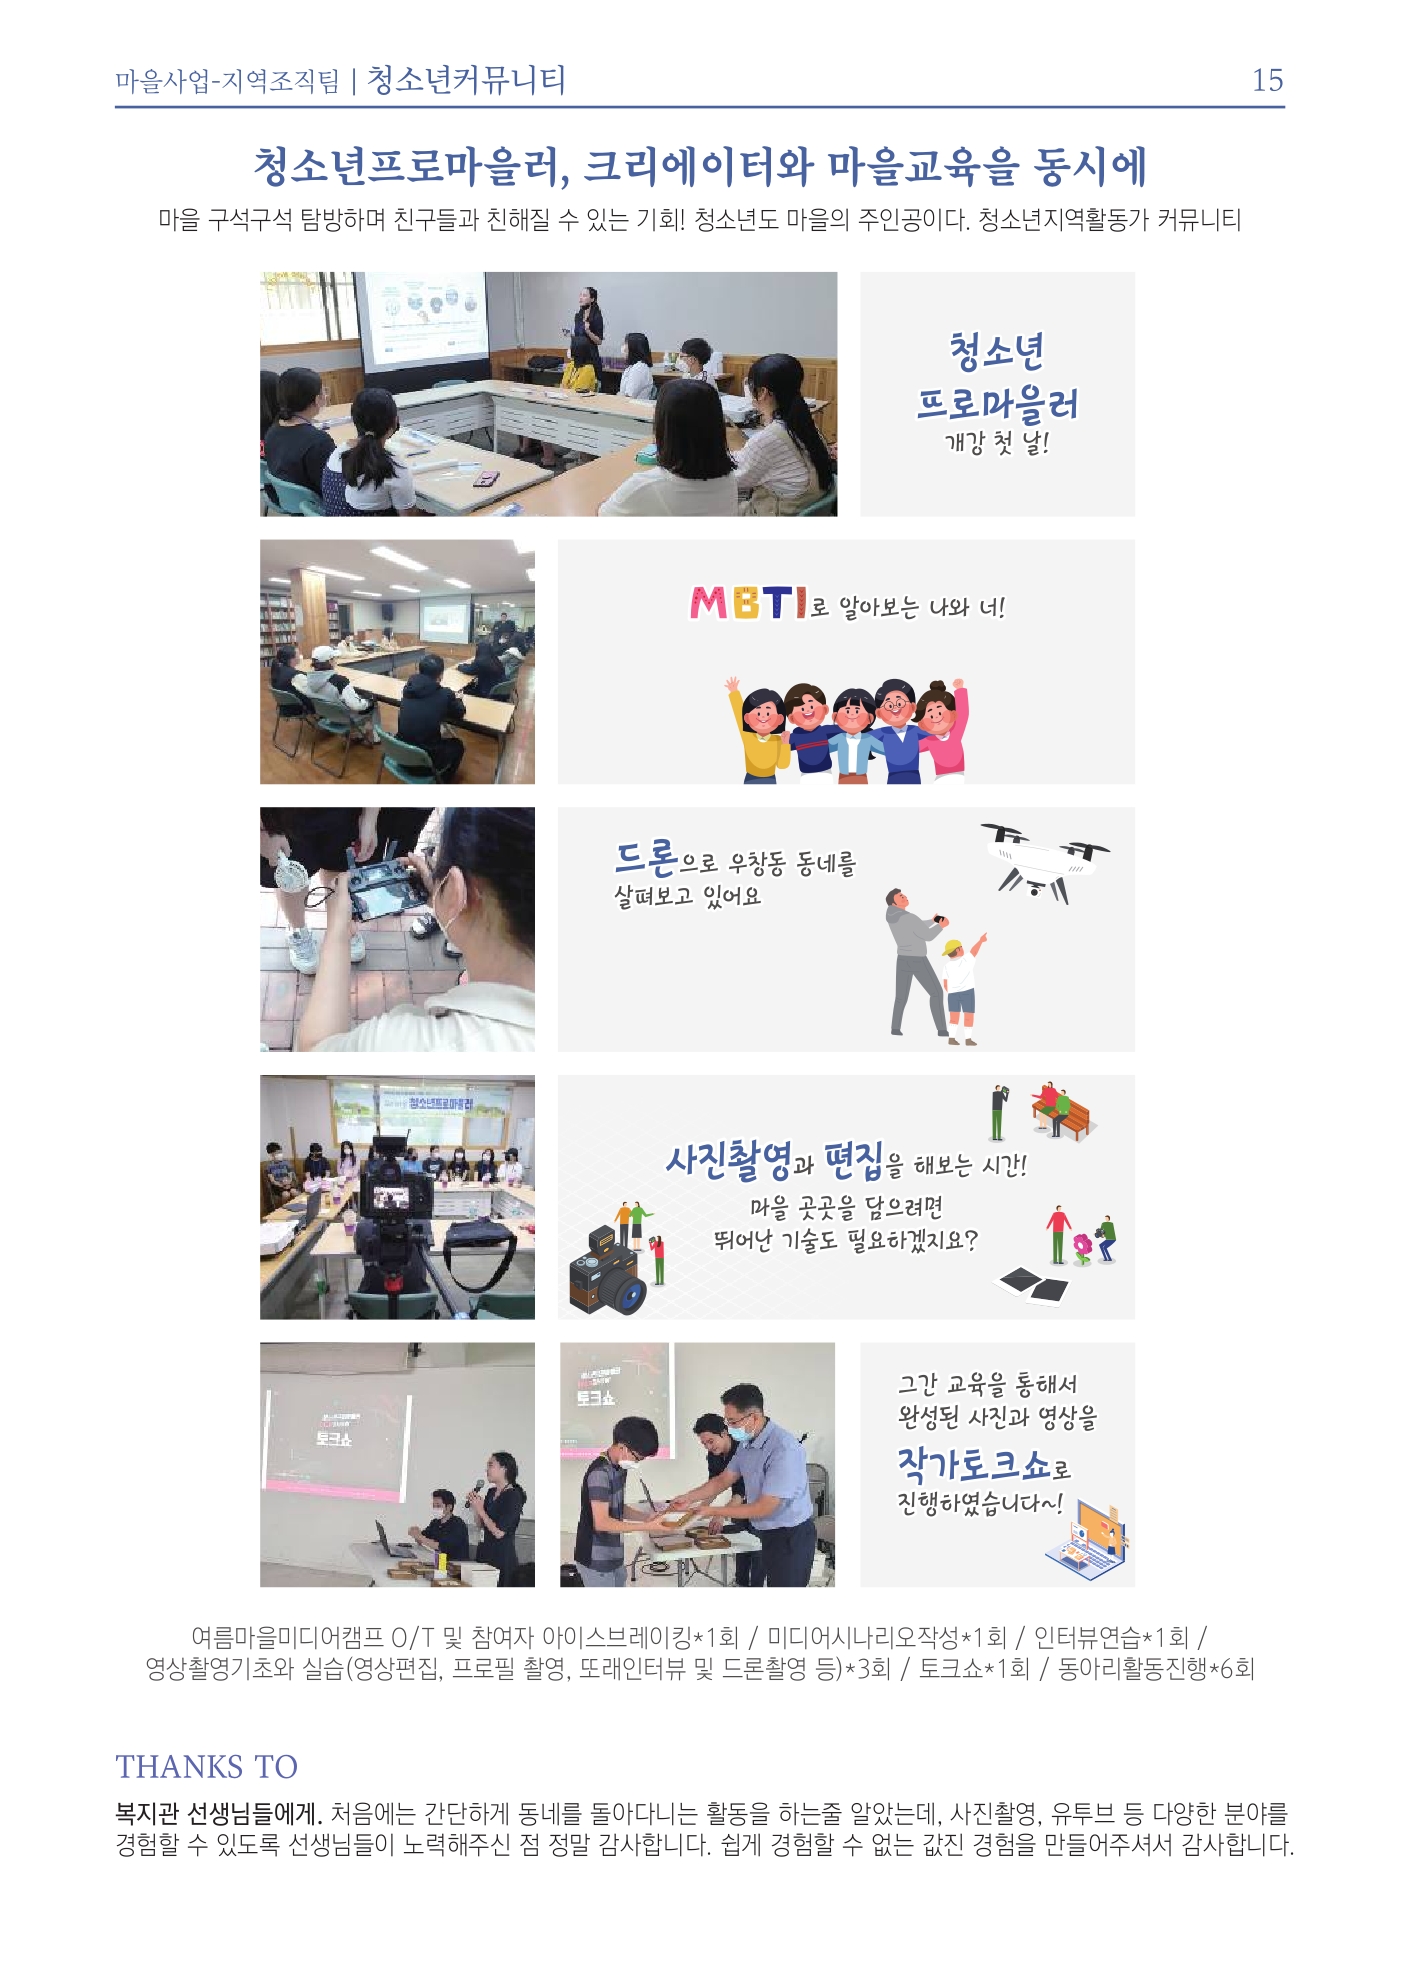 마을사업-지역조직팀 | 청소년커뮤니티
15
청소년프로마을러, 크리에이터와 마을교육을 동시에
마을 구석구석 탐방하며 친구들과 친해질 수 있는 기회! 청소년도 마을의 주인공이다. 청소년지역활동가 커뮤니티
청소년
프로마을러
개강 첫 날!
MBTI로 알아보는 나와 너!
드론으로 우창동 동네를
살펴보고 있어요
청소년프로마을러
사진촬영과 편집을 해보는 시간!
마을 곳곳을 담으려면
뛰어난 기술도 필요하겠지요?
토크쇼
토크쇼
그간 교육을 통해서
완성된 사진과 영상을
작가토크쇼로
진행하였습니다~!
여름마을미디어캠프 O/T 및 참여자 아이스브레이킹*1회 / 미디어시나리오작성*1회 / 인터뷰연습*1회 /
영상촬영기초와 실습(영상편집, 프로필 촬영, 또래인터뷰 및 드론촬영 등)*3회 / 토크쇼*1회 / 동아리활동진행*6회
THANKS TO
복지관 선생님들에게. 처음에는 간단하게 동네를 돌아다니는 활동을 하는줄 알았는데, 사진촬영, 유투브 등 다양한 분야를
경험할 수 있도록 선생님들이 노력해주신 점 정말 감사합니다. 쉽게 경험할 수 없는 값진 경험을 만들어주셔서 감사합니다.